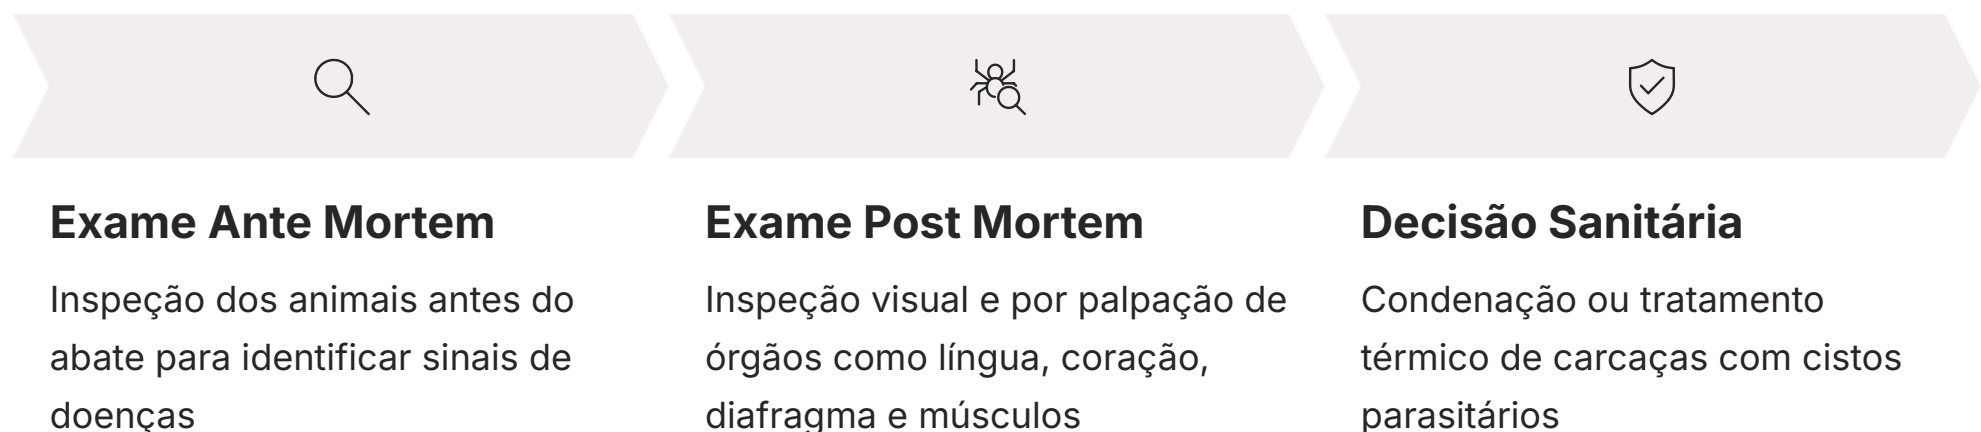 Exame Ante Mortem
Inspeção dos animais antes do
abate para identificar sinais de
doenças
Exame Post Mortem
Inspeção visual e por palpação de
órgãos como língua, coração,
diafragma e músculos
Decisão Sanitária
Condenação ou tratamento
térmico de carcaças com cistos
parasitários